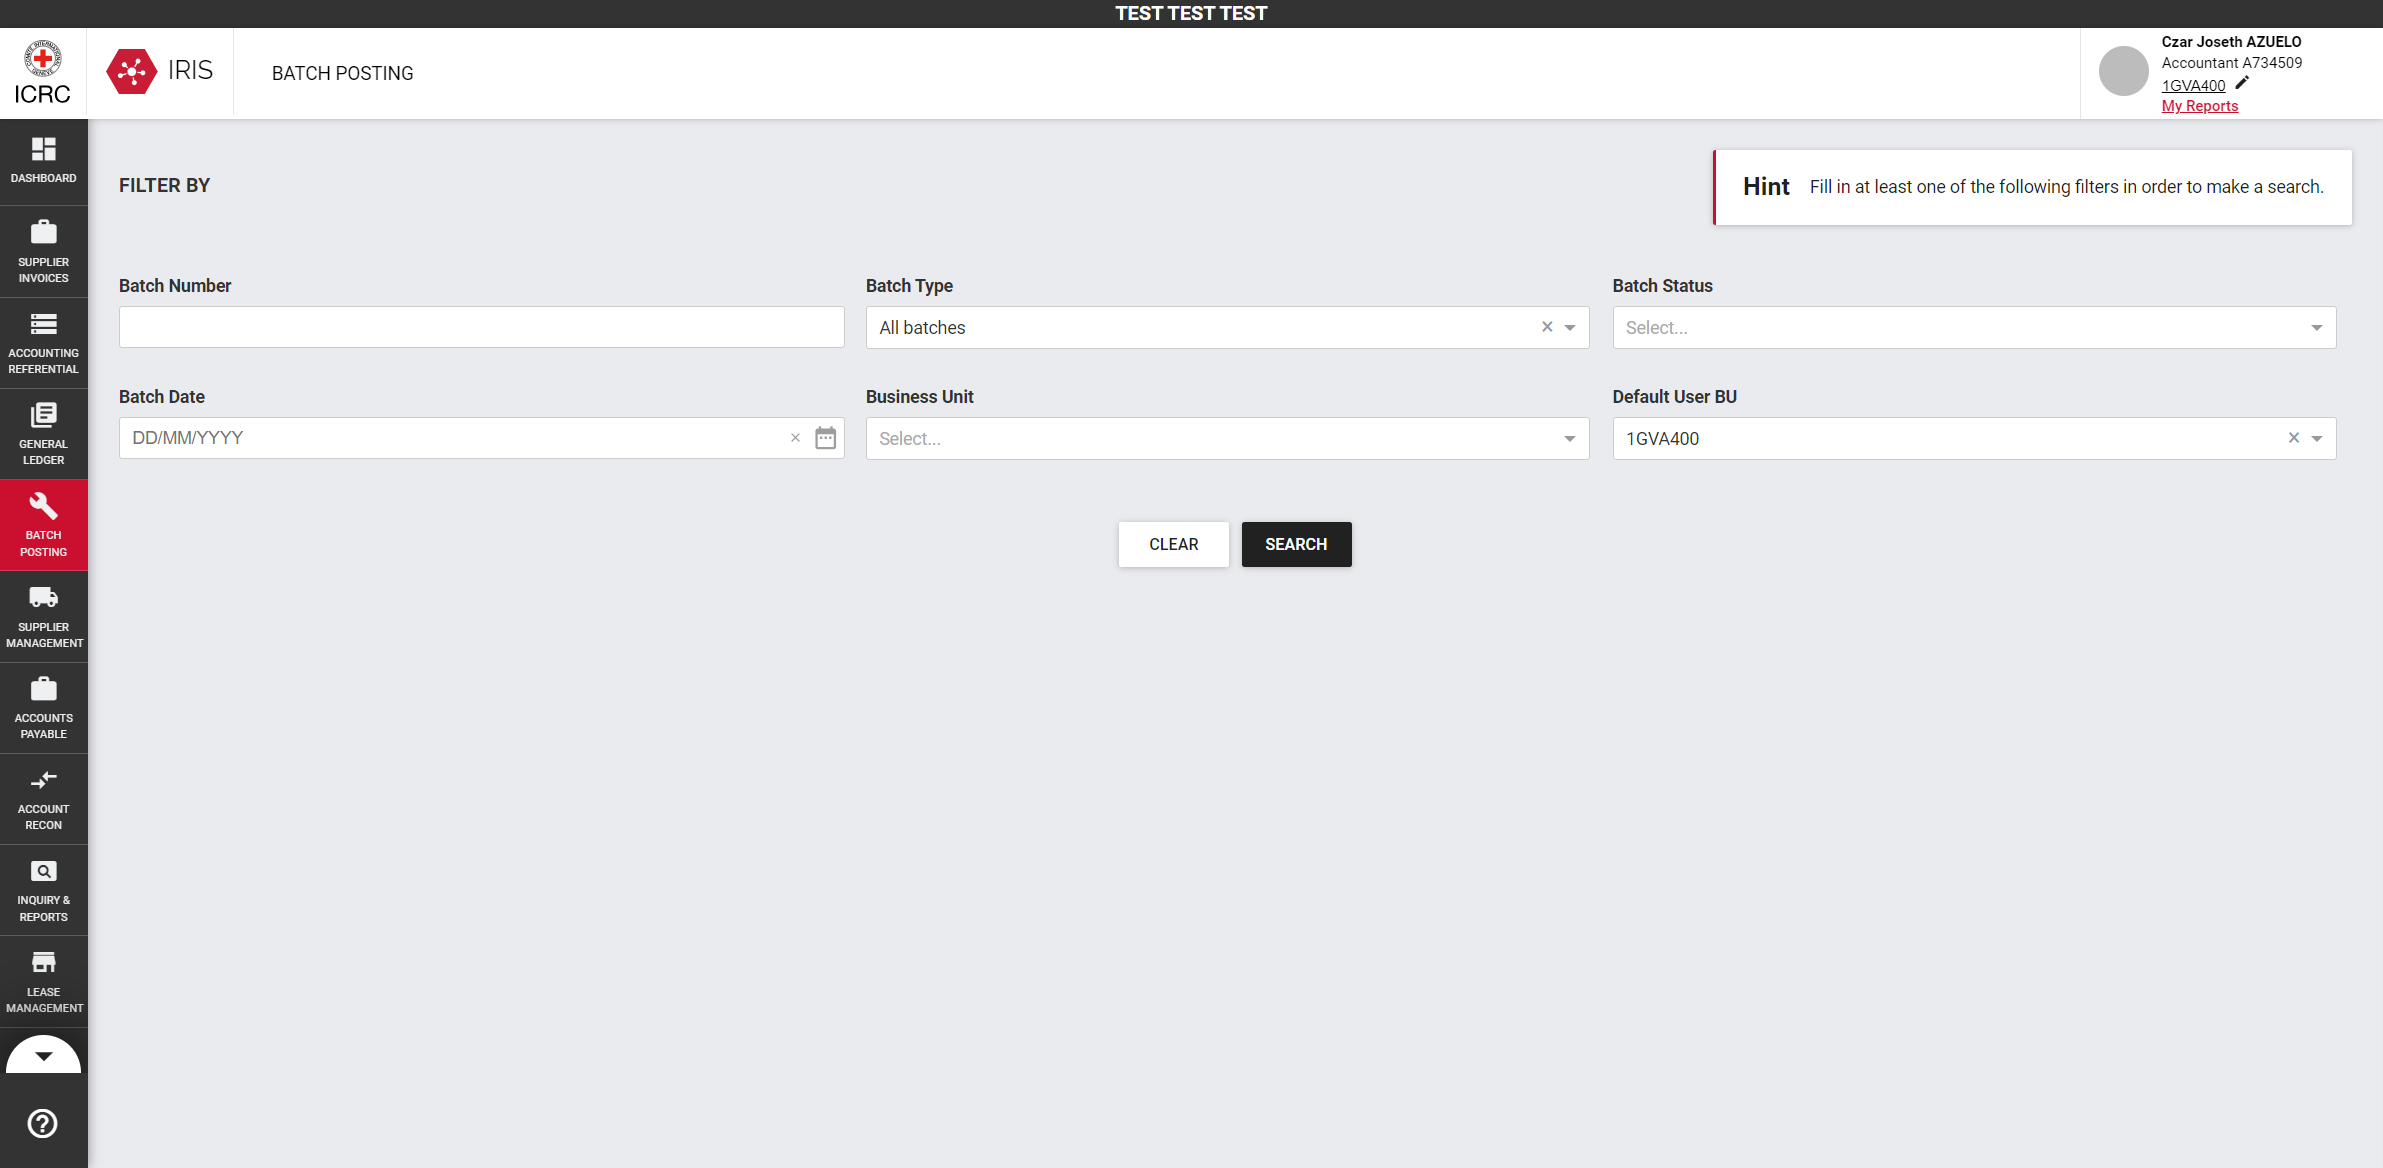 TEST TEST TEST
ICRC
IRIS
BATCH POSTING
Czar Joseth AZUELO
Accountant A734509
1GVA400
My Reports
DASHBOARD
SUPPLIER
INVOICES
ACCOUNTING
REFERENTIAL
GENERAL
LEDGER
BATCH
POSTING
SUPPLIER
MANAGEMENT
ACCOUNTS
PAYABLE
ACCOUNT
RECON
INQUIRY &
REPORTS
LEASE
MANAGEMENT
FILTER BY
Hint Fill in at least one of the following filters in order to make a search.
Batch Number
Batch Type
All batches
Batch Status
Select...
Batch Date
DD/MM/YYYY
Business Unit
Select...
Default User BU
1GVA400
CLEAR
SEARCH